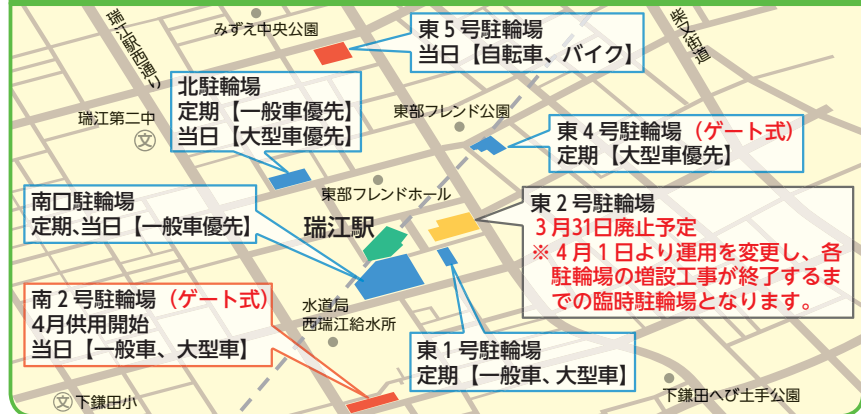 みずえ中央公園
瑞江駅西通り
柴又街道
東5号駐輪場
当日【自転車、バイク】
北駐輪場
定期【一般車優先】
当日【大型車優先】
瑞江第二中
文
東部フレンド公園
東4号駐輪場（ゲート式）
定期【大型車優先】
東部フレンドホール
南口駐輪場
定期、当日【一般車優先】
瑞江駅
東2号駐輪場
3月31日廃止予定
※4月1日より運用を変更し、各
駐輪場の増設工事が終了するま
での臨時駐輪場となります。
南2号駐輪場（ゲート式）
4月供用開始
当日【一般車、大型車】
水道局
西瑞江給水所
東1号駐輪場
定期【一般車、大型車】
文下鎌田小
下鎌田へび土手公園